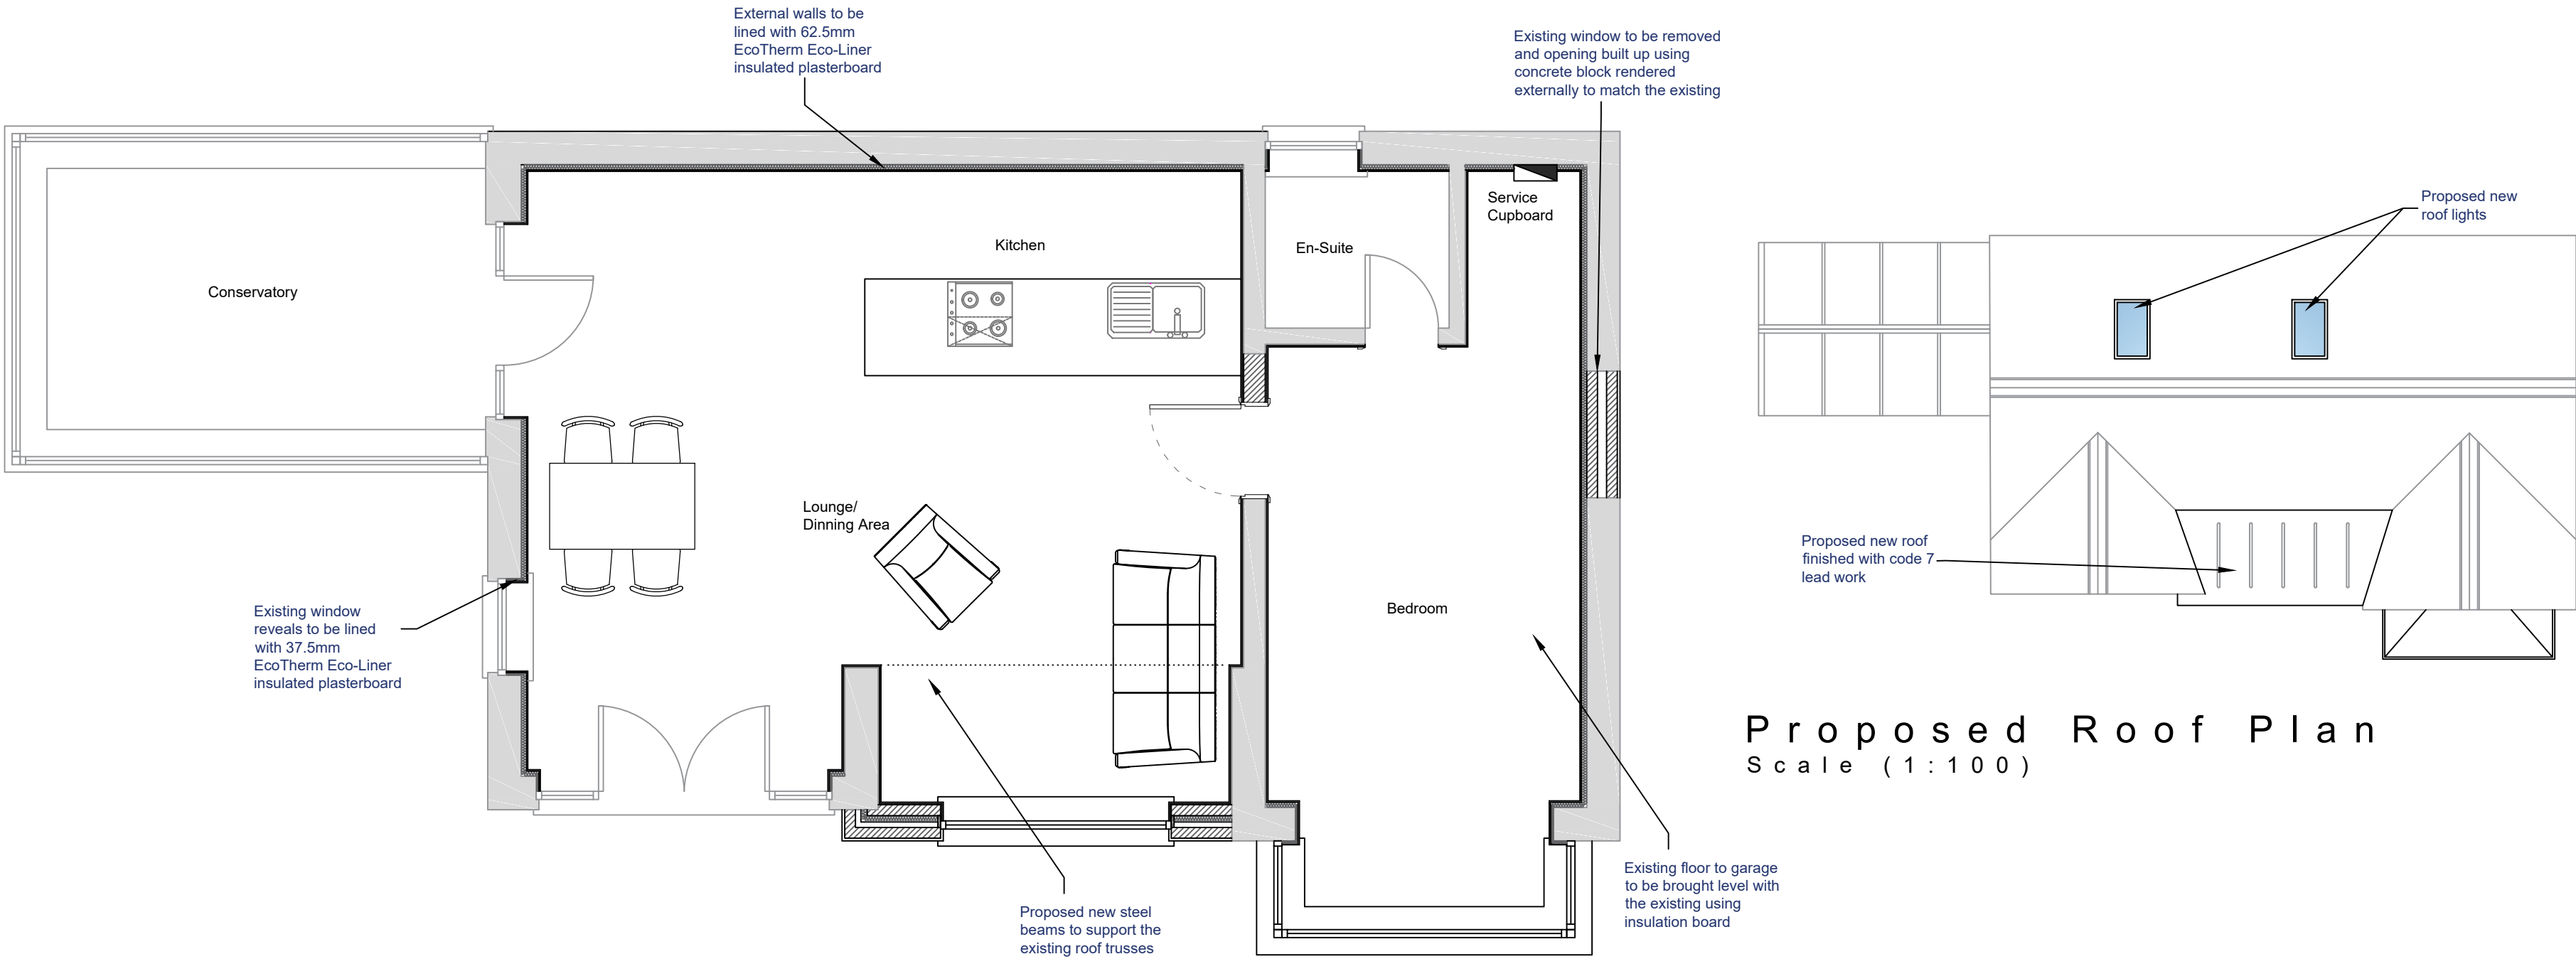 External walls to be
lined with 62.5mm
EcoTherm Eco-Liner
insulated plasterboard
Existing window to be removed
and opening built up using
concrete block rendered
externally to match the existing
Proposed new
roof lights
Service
Cupboard
Kitchen
En-Suite
Conservatory
Lounge/
Dinning Area
Proposed new roof
finished with code 7
lead work
Existing window
reveals to be lined
with 37.5mm
EcoTherm Eco-Liner
insulated plasterboard
Bedroom
Proposed Roof Plan
Scale (1:100)
Existing floor to garage
to be brought level with
the existing using
insulation board
Proposed new steel
beams to support the
existing roof trusses